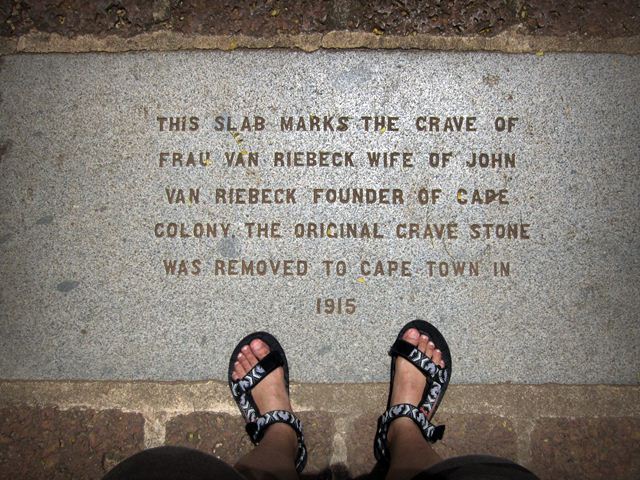 THIS SLAB MARKS THE GRAVE OF
FRAU VAN RIEBECK WIFE OF JOHN
VAN RIEBECK FOUNDER OF CAPE
COLONY. THE ORIGINAL GRAVE STONE
WAS REMOVED TO CAPE TOWN IN
1915